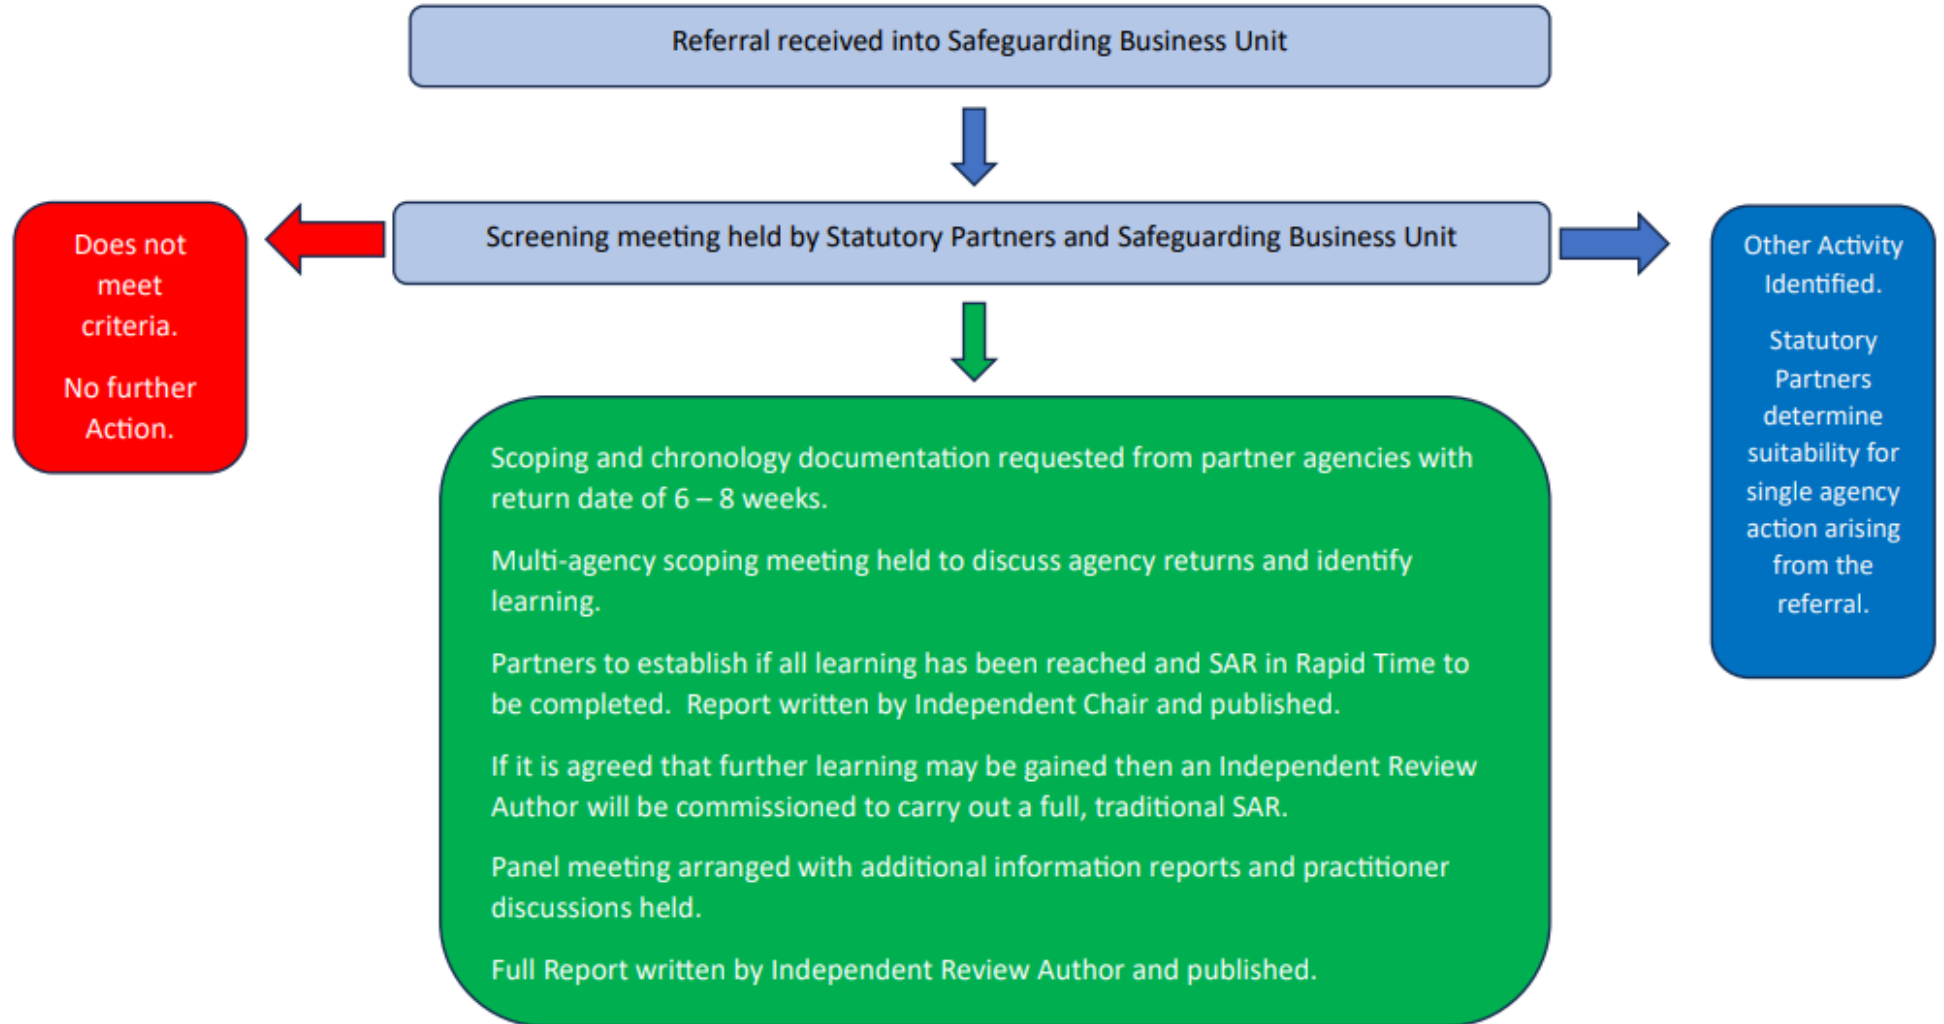 Referral received into Safeguarding Business Unit
Screening meeting held by Statutory Partners and Safeguarding Business Unit
Does not
meet
criteria.
No further
Action.
Other Activity
Identified.
Statutory
Partners
determine
suitability for
single agency
action arising
from the
referral.
Scoping and chronology documentation requested from partner agencies with
return date of 6 – 8 weeks.
Multi-agency scoping meeting held to discuss agency returns and identify
learning.
Partners to establish if all learning has been reached and SAR in Rapid Time to
be completed.  Report written by Independent Chair and published.
If it is agreed that further learning may be gained then an Independent Review
Author will be commissioned to carry out a full, traditional SAR.
Panel meeting arranged with additional information reports and practitioner
discussions held.
Full Report written by Independent Review Author and published.